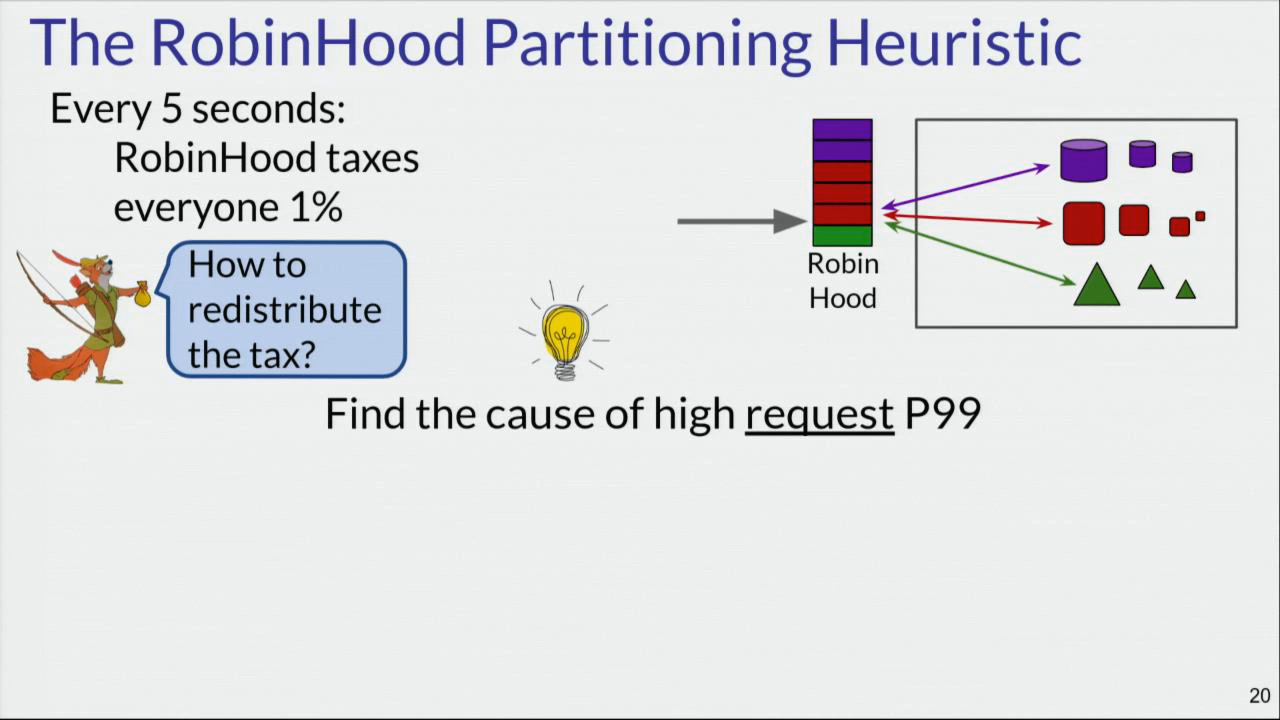 The RobinHood Partitioning Heuristic
Every 5 seconds:
RobinHood taxes
everyone 1%
How to
redistribute
the tax?
Robin
Hood
Find the cause of high request P99
20